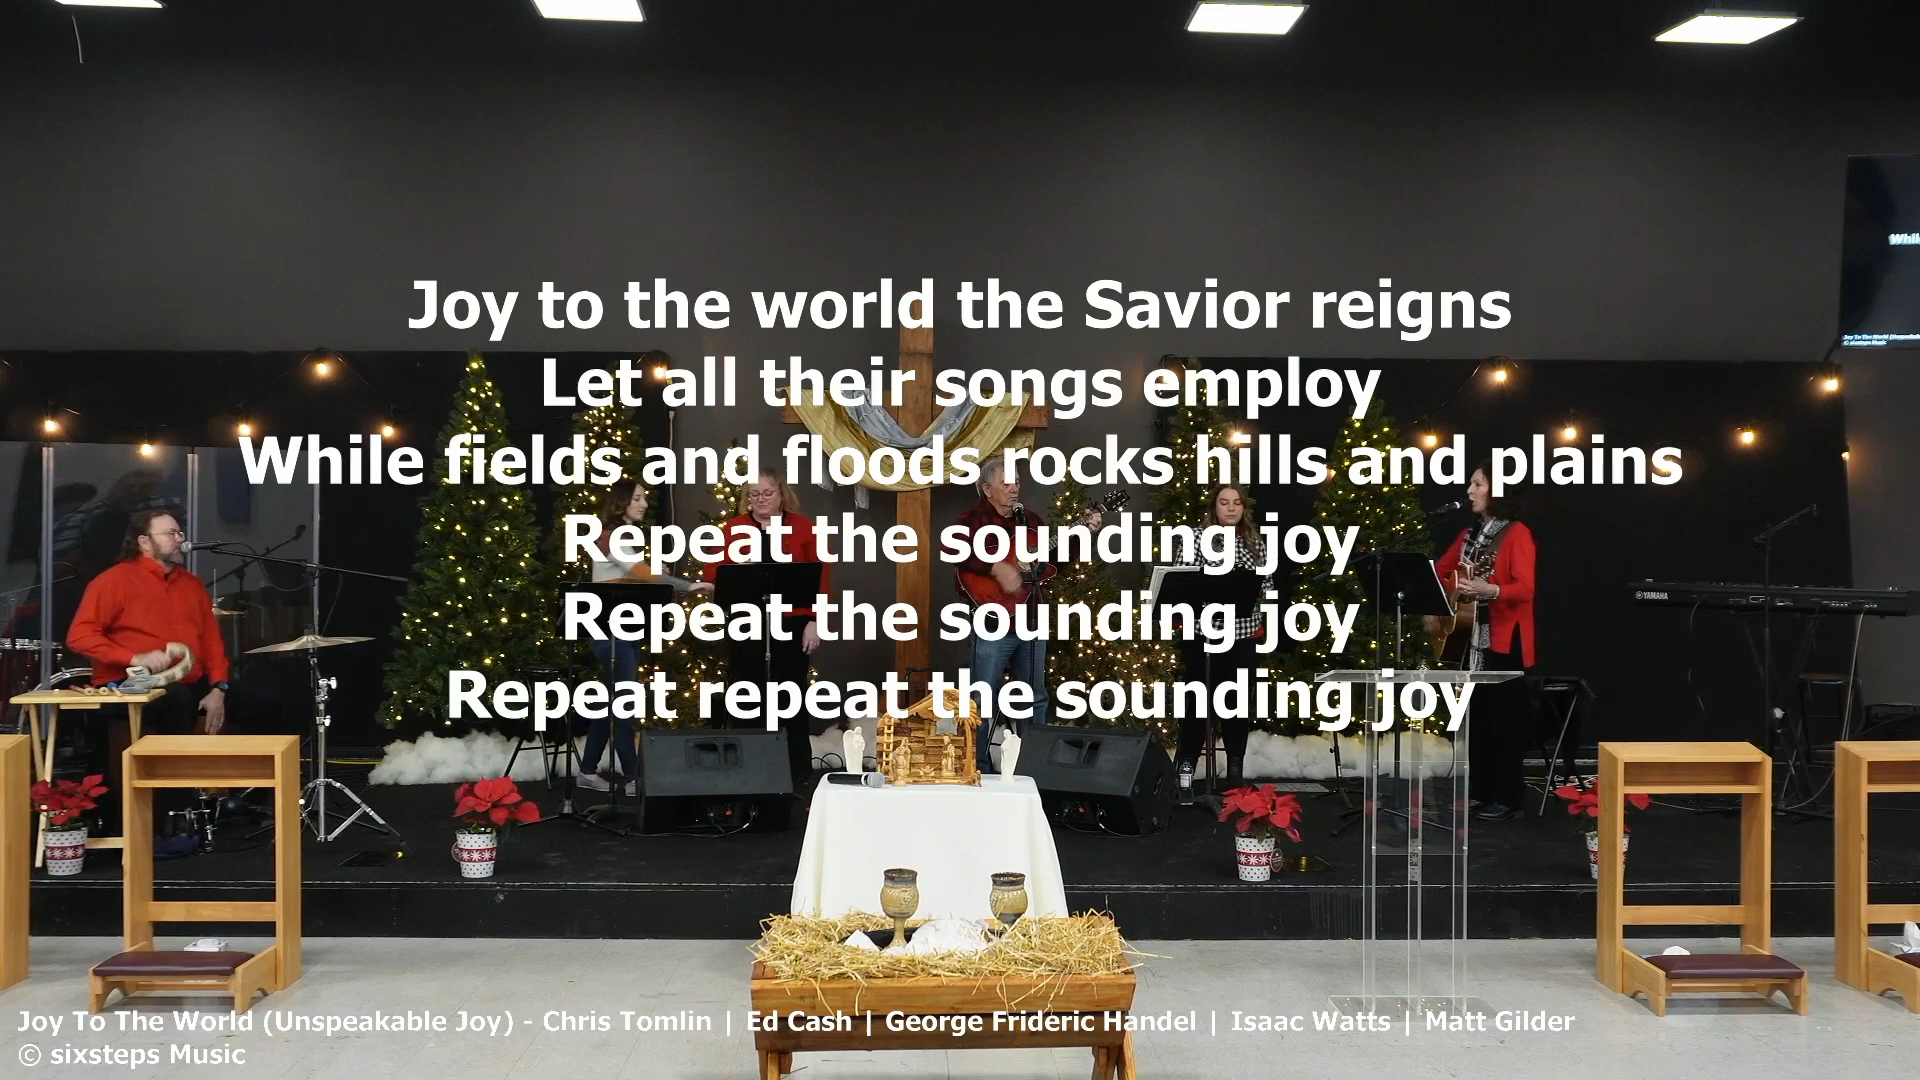 Joy to the world the Savior reigns
Let all their songs employ
While fields and floods rocks hills and plains
Repeat the sounding joy
Repeat the sounding joy
Repeat repeat the sounding joy
YAMAHA
Joy To The World (Unspeakable Joy) - Chris Tomlin | Ed Cash | George Frideric Handel | Isaac Watts | Matt Gilder
© sixsteps Music